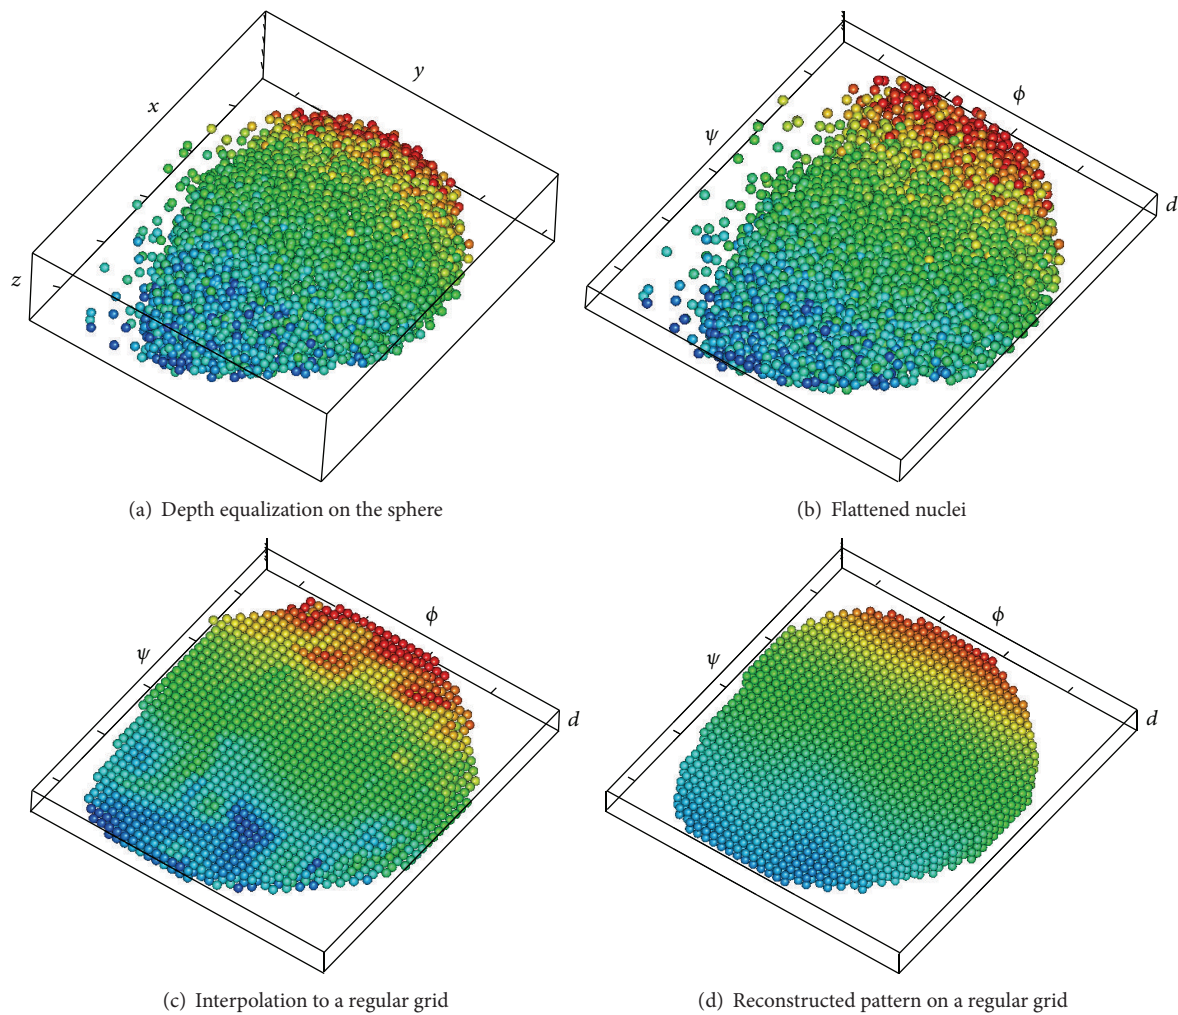 y
x
z
(a) Depth equalization on the sphere
ϕ
ψ
d
(b) Flattened nuclei
ϕ
ψ
d
(c) Interpolation to a regular grid
ϕ
ψ
d
(d) Reconstructed pattern on a regular grid